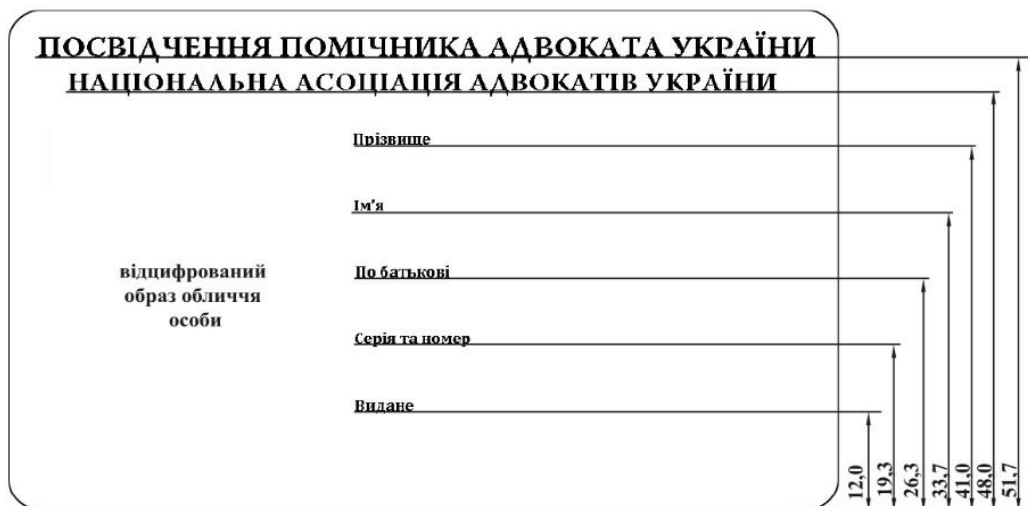 ПОСВІДЧЕННЯ ПОМІЧНИКА АДВОКАТА УКРАЇНИ
НАЦІОНАЛЬНА АСОЦІАЦІЯ АДВОКАТІВ УКРАЇНИ
Прізвище
Ім'я
По батькові
Серія та номер
Видане
відцифрований
образ обличчя
особи
12,0
19,3
26,3
33,7
41,0
48,0
51,7